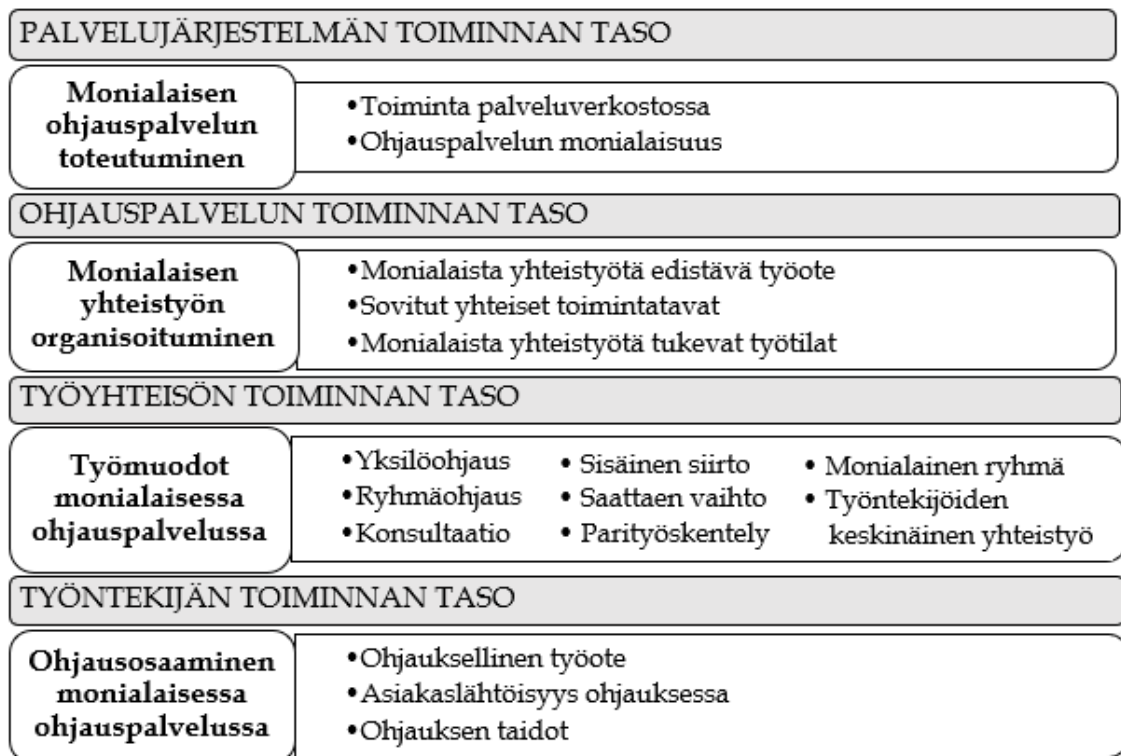 PALVELUJÄRJESTELMÄN TOIMINNAN TASO
Monialaisen
ohjauspalvelun
toteutuminen
•Toiminta palveluverkostossa
•Ohjauspalvelun monialaisuus
OHJAUSPALVELUN TOIMINNAN TASO
Monialaisen
yhteistyön
organisoituminen
•Monialaista yhteistyötä edistävä työote
•Sovitut yhteiset toimintatavat
•Monialaista yhteistyötä tukevat työtilat
TYÖYHTEISÖN TOIMINNAN TASO
Työmuodot
monialaisessa
ohjauspalvelussa
•Yksilöohjaus
•Ryhmäohjaus
•Konsultaatio
• Sisäinen siirto
• Saattaen vaihto
• Parityöskentely
• Monialainen ryhmä
• Työntekijöiden
keskinäinen yhteistyö
TYÖNTEKIJÄN TOIMINNAN TASO
Ohjausosaaminen
monialaisessa
ohjauspalvelussa
•Ohjauksellinen työote
•Asiakaslähtöisyys ohjauksessa
•Ohjauksen taidot